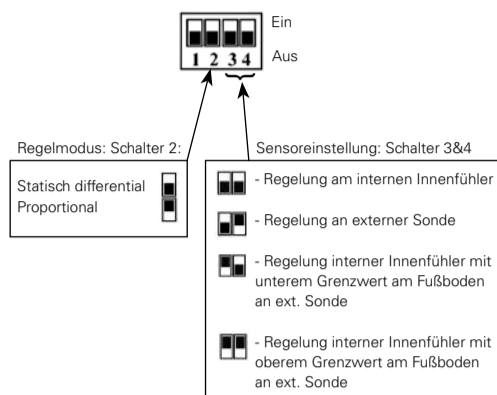 Ein
Aus
1 2 3 4
Regelmodus: Schalter 2:
Statisch differential
Proportional
Sensoreinstellung: Schalter 3&4
- Regelung am internen Innenfühler
- Regelung an externer Sonde
- Regelung interner Innenfühler mit
unterem Grenzwert am Fußboden
an ext. Sonde
- Regelung interner Innenfühler mit
oberem Grenzwert am Fußboden
an ext. Sonde